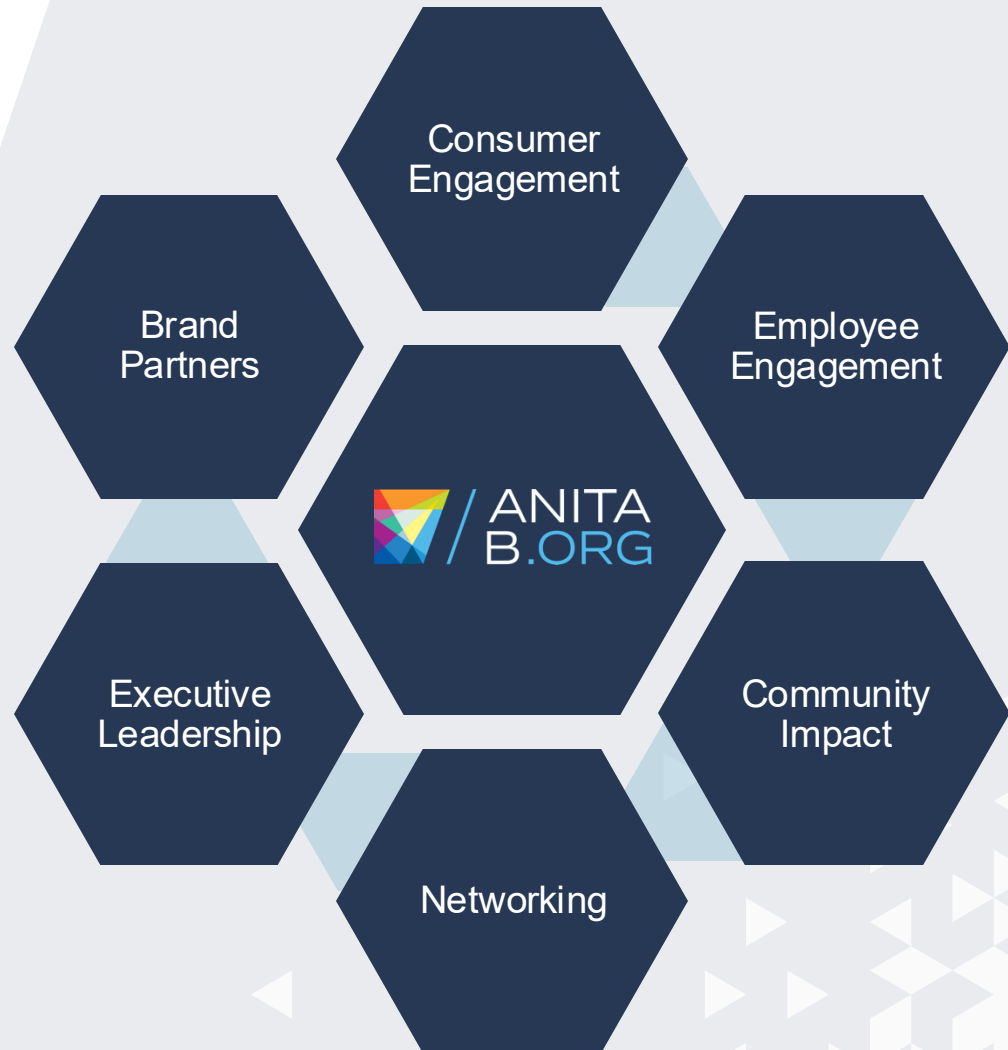 Consumer
Engagement
Brand
Partners
Employee
Engagement
ANITA
B.ORG
Executive
Leadership
Community
Impact
Networking